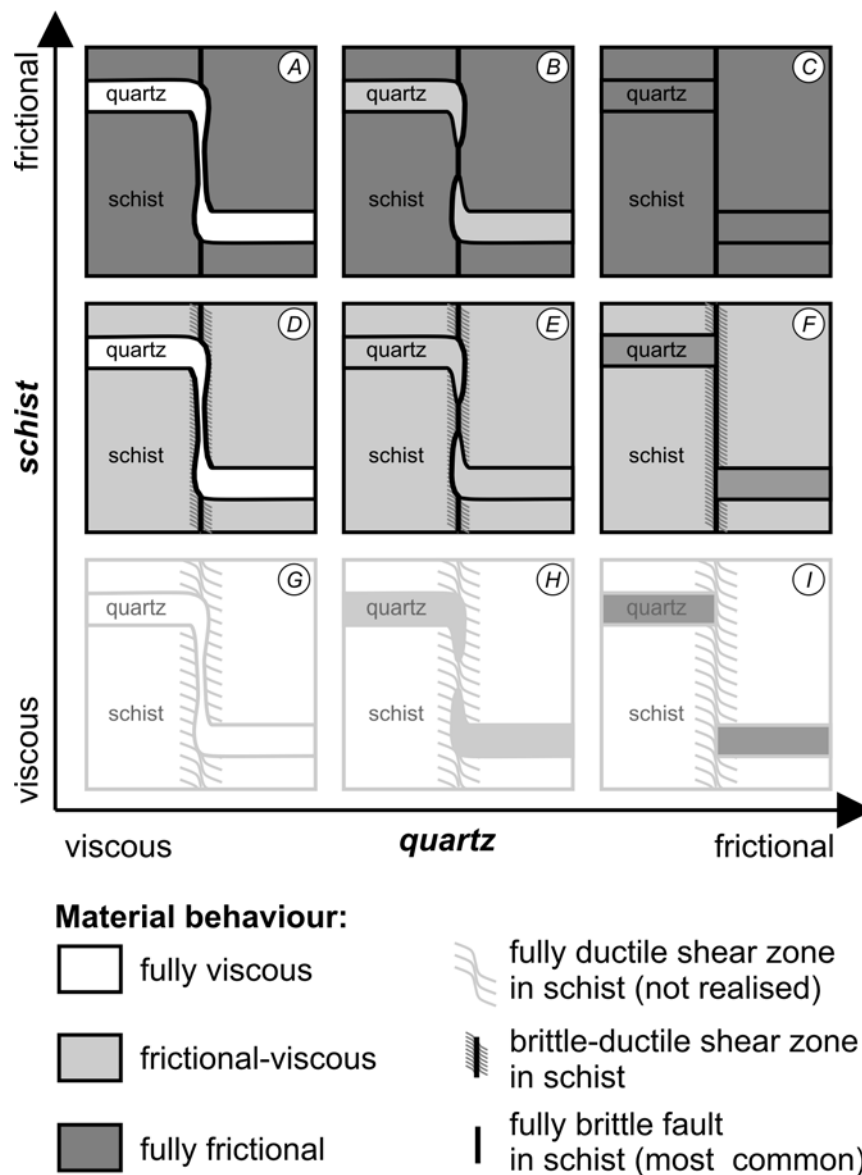 frictional
schist
viscous
A
quartz
schist
B
quartz
schist
C
quartz
schist
D
quartz
schist
E
quartz
schist
F
quartz
schist
G
quartz
schist
H
quartz
schist
I
quartz
schist
viscous
quartz
frictional
Material behaviour:
fully viscous
frictional-viscous
fully frictional
fully ductile shear zone
in schist (not realised)
brittle-ductile shear zone
in schist
fully brittle fault
in schist (most common)